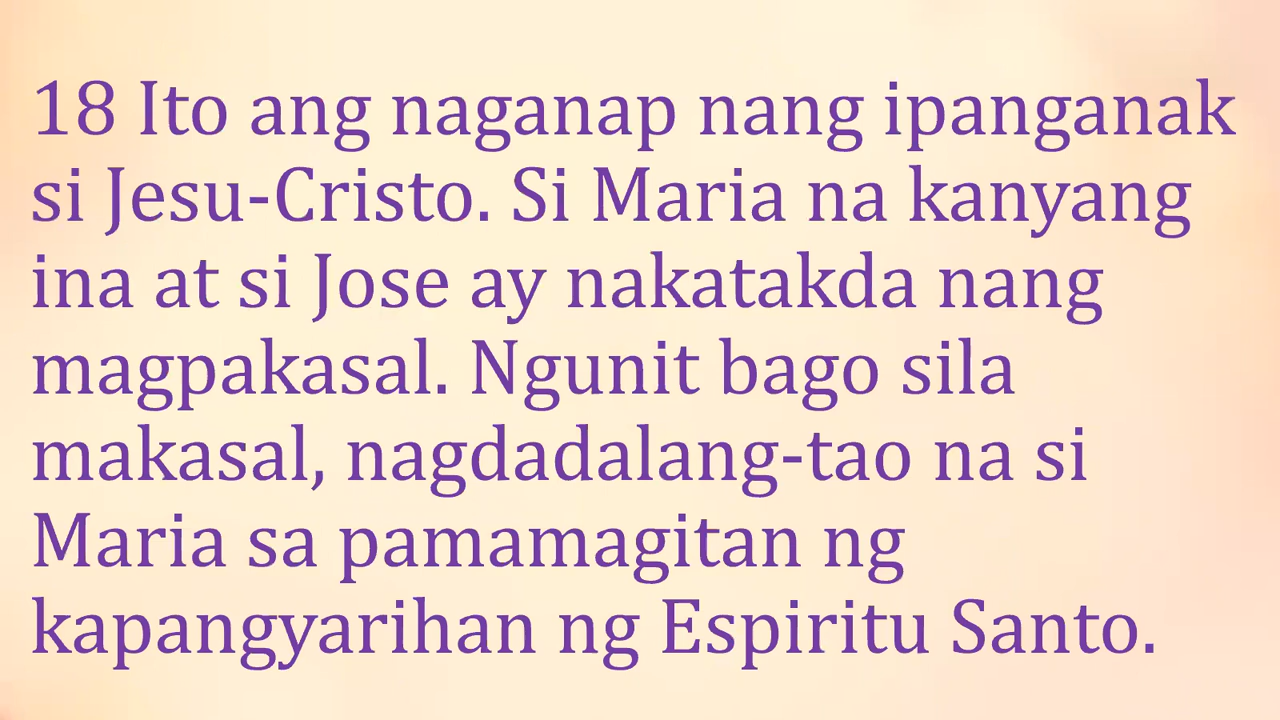 18 Ito ang naganap nang ipanganak
si Jesu-Cristo. Si Maria na kanyang
ina at si Jose ay nakatakda nang
magpakasal. Ngunit bago sila
makasal, nagdadalang-tao na si
Maria sa pamamagitan ng
kapangyarihan ng Espiritu Santo.